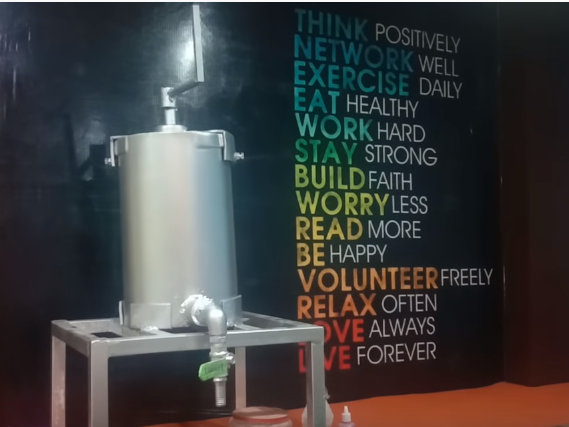 THINK POSITIVELY
NETWORK WELL
EXERCISE DAILY
EAT HEALTHY
WORK HARD
STAY STRONG
BUILD FAITH
WORRY LESS
READ MORE
BE HAPPY
VOLUNTEER FREELY
RELAX OFTEN
LOVE ALWAYS
LIVE FOREVER